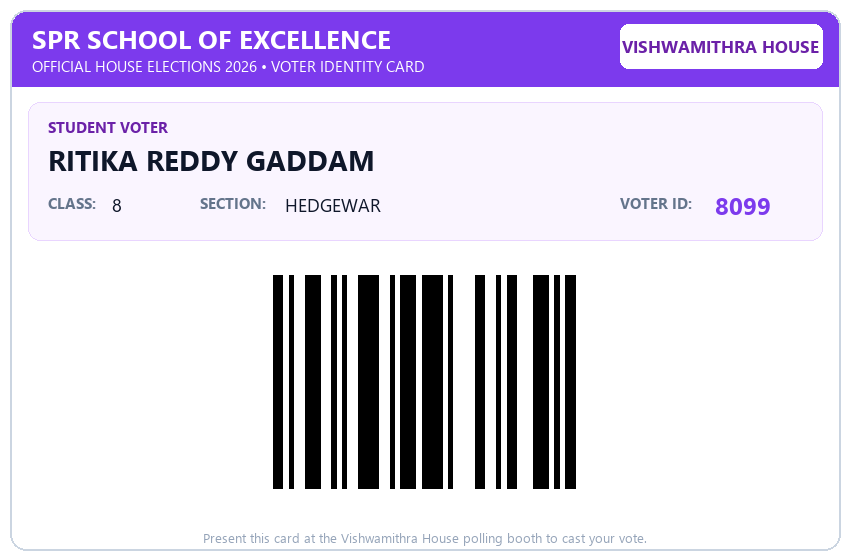 SPR SCHOOL OF EXCELLENCE
OFFICIAL HOUSE ELECTIONS 2026 • VOTER IDENTITY CARD
VISHWAMITHRA HOUSE
STUDENT VOTER
RITIKA REDDY GADDAM
CLASS: 8 SECTION: HEDGEWAR VOTER ID: 8099
Present this card at the Vishwamithra House polling booth to cast your vote.